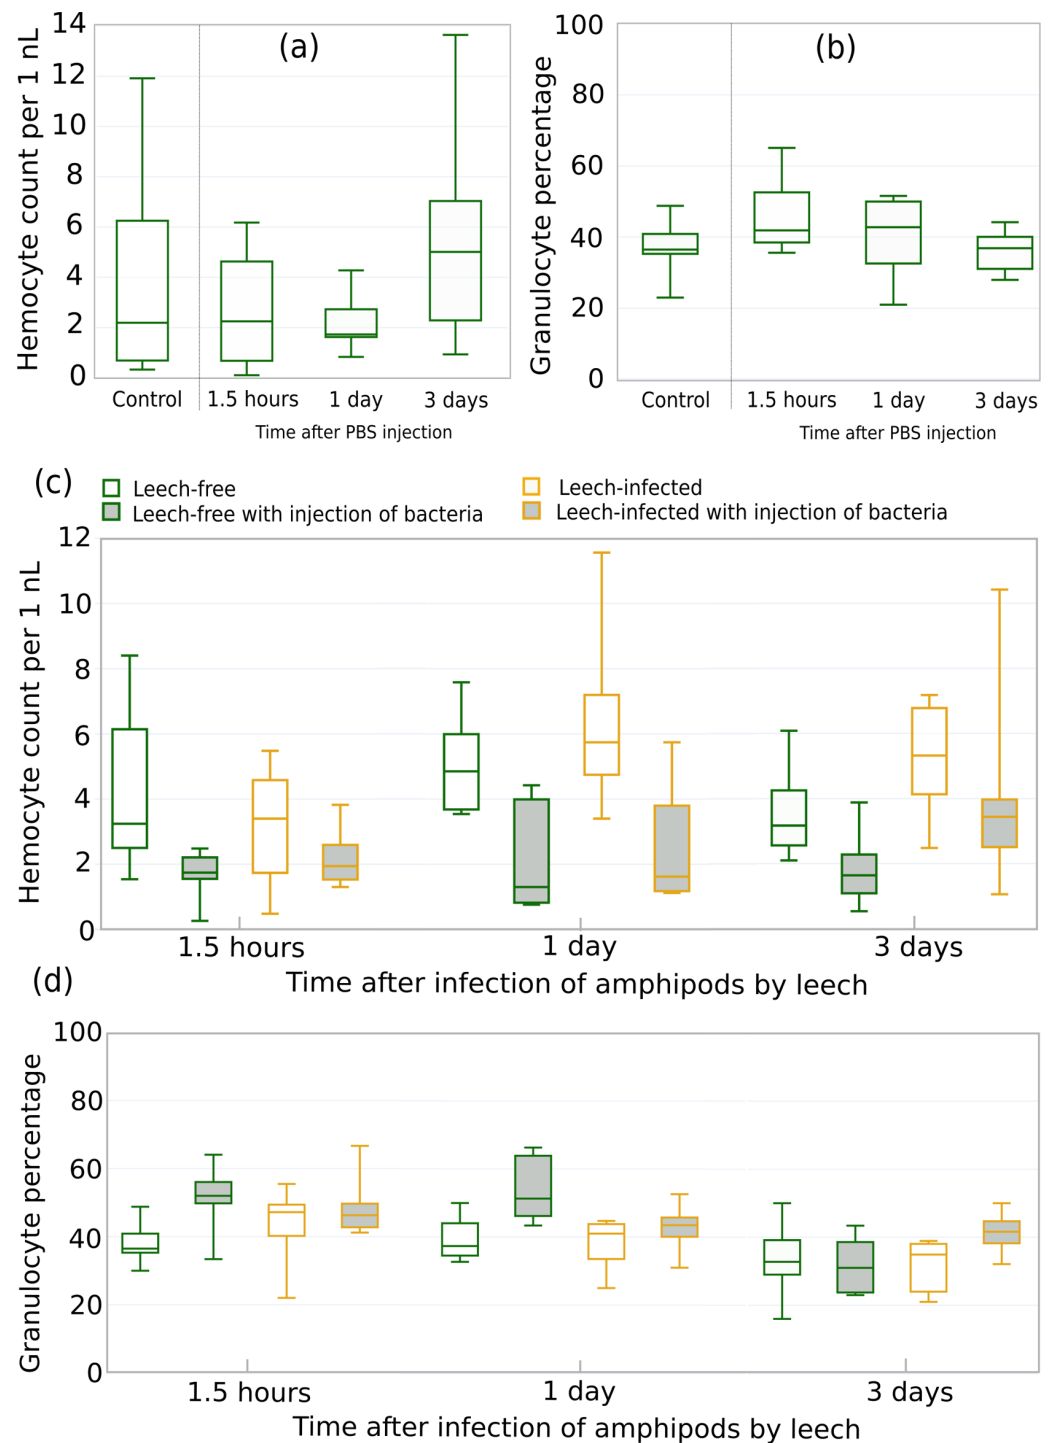 (a)
Hemocyte count per 1 nL
14
12
10
8
6
4
2
0
Control
1.5 hours
1 day
3 days
Time after PBS injection
(b)
Granulocyte percentage
100
80
60
40
20
0
Control
1.5 hours
1 day
3 days
Time after PBS injection
(c)
Leech-free
Leech-infected
Leech-free with injection of bacteria
Leech-infected with injection of bacteria
Hemocyte count per 1 nL
12
10
8
6
4
2
0
1.5 hours
1 day
3 days
Time after infection of amphipods by leech
(d)
Granulocyte percentage
100
80
60
40
20
0
1.5 hours
1 day
3 days
Time after infection of amphipods by leech